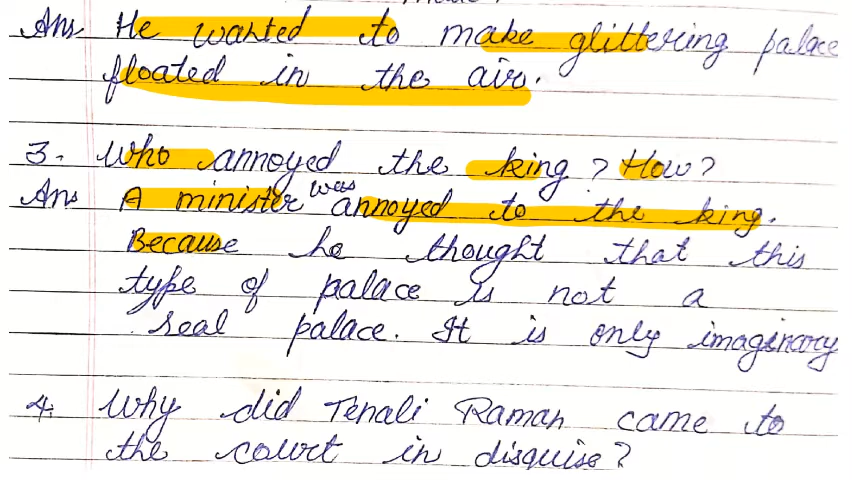 Ans He wanted to make glittering palace
floated in the air.
3. Who annoyed the king? How?
Ans A minister was annoyed to the king.
Because he thought that this
type of palace is not a
real palace. It is only imaginary
4. Why did Tenali Raman came to
the court in disguise?